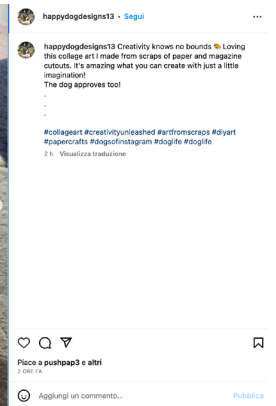 happydogdesigns13 • Segui
happydogdesigns13 Creativity knows no bounds 🎨 Loving
this collage art I made from scraps of paper and magazine
cutouts. It's amazing what you can create with just a little
imagination!
The dog approves too!
.
.
.
#collageart #creativityunleashed #artfromscraps #diyart
#papercrafts #dogsofinstagram #doglife #doglife
2 h Visualizza traduzione
Piace a pushpap3 e altri
2 ORE FA
Aggiungi un commento...
Pubblica